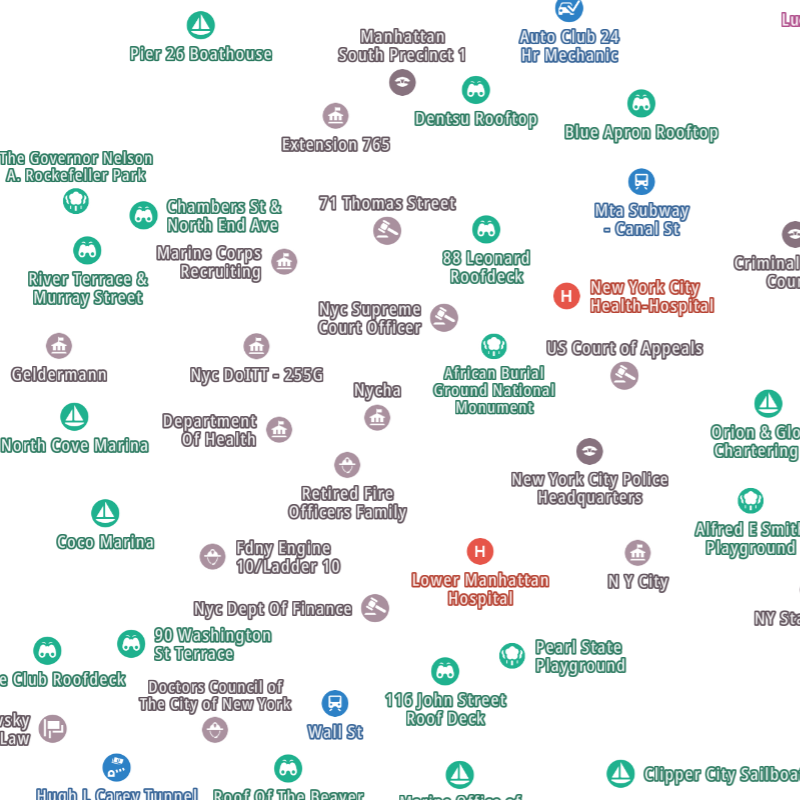 Pier 26 Boathouse
Manhattan
South Precinct 1
Auto Club 24
Hr Mechanic
Dentsu Rooftop
Blue Apron Rooftop
Extension 765
The Governor Nelson
A. Rockefeller Park
Chambers St &
North End Ave
71 Thomas Street
Mta Subway
- Canal St
River Terrace &
Murray Street
Marine Corps
Recruiting
88 Leonard
Roofdeck
Criminal
Cour
H
New York City
Health-Hospital
Nyc Supreme
Court Officer
Geldermann
Nyc DoITT - 255G
African Burial
Ground National
Monument
US Court of Appeals
Nycha
North Cove Marina
Department
Of Health
Orion & Glo
Chartering
Retired Fire
Officers Family
New York City Police
Headquarters
Coco Marina
Alfred E Smith
Playground
Fdny Engine
10/Ladder 10
H
Lower Manhattan
Hospital
N Y City
Nyc Dept Of Finance
NY Sta
90 Washington
St Terrace
Pearl State
Playground
e Club Roofdeck
Doctors Council of
The City of New York
116 John Street
Roof Deck
vsky
Law
Wall St
Hugh L Carey Tunnel
Roof Of The Beaver
Marine Office of
Clipper City Sailboat